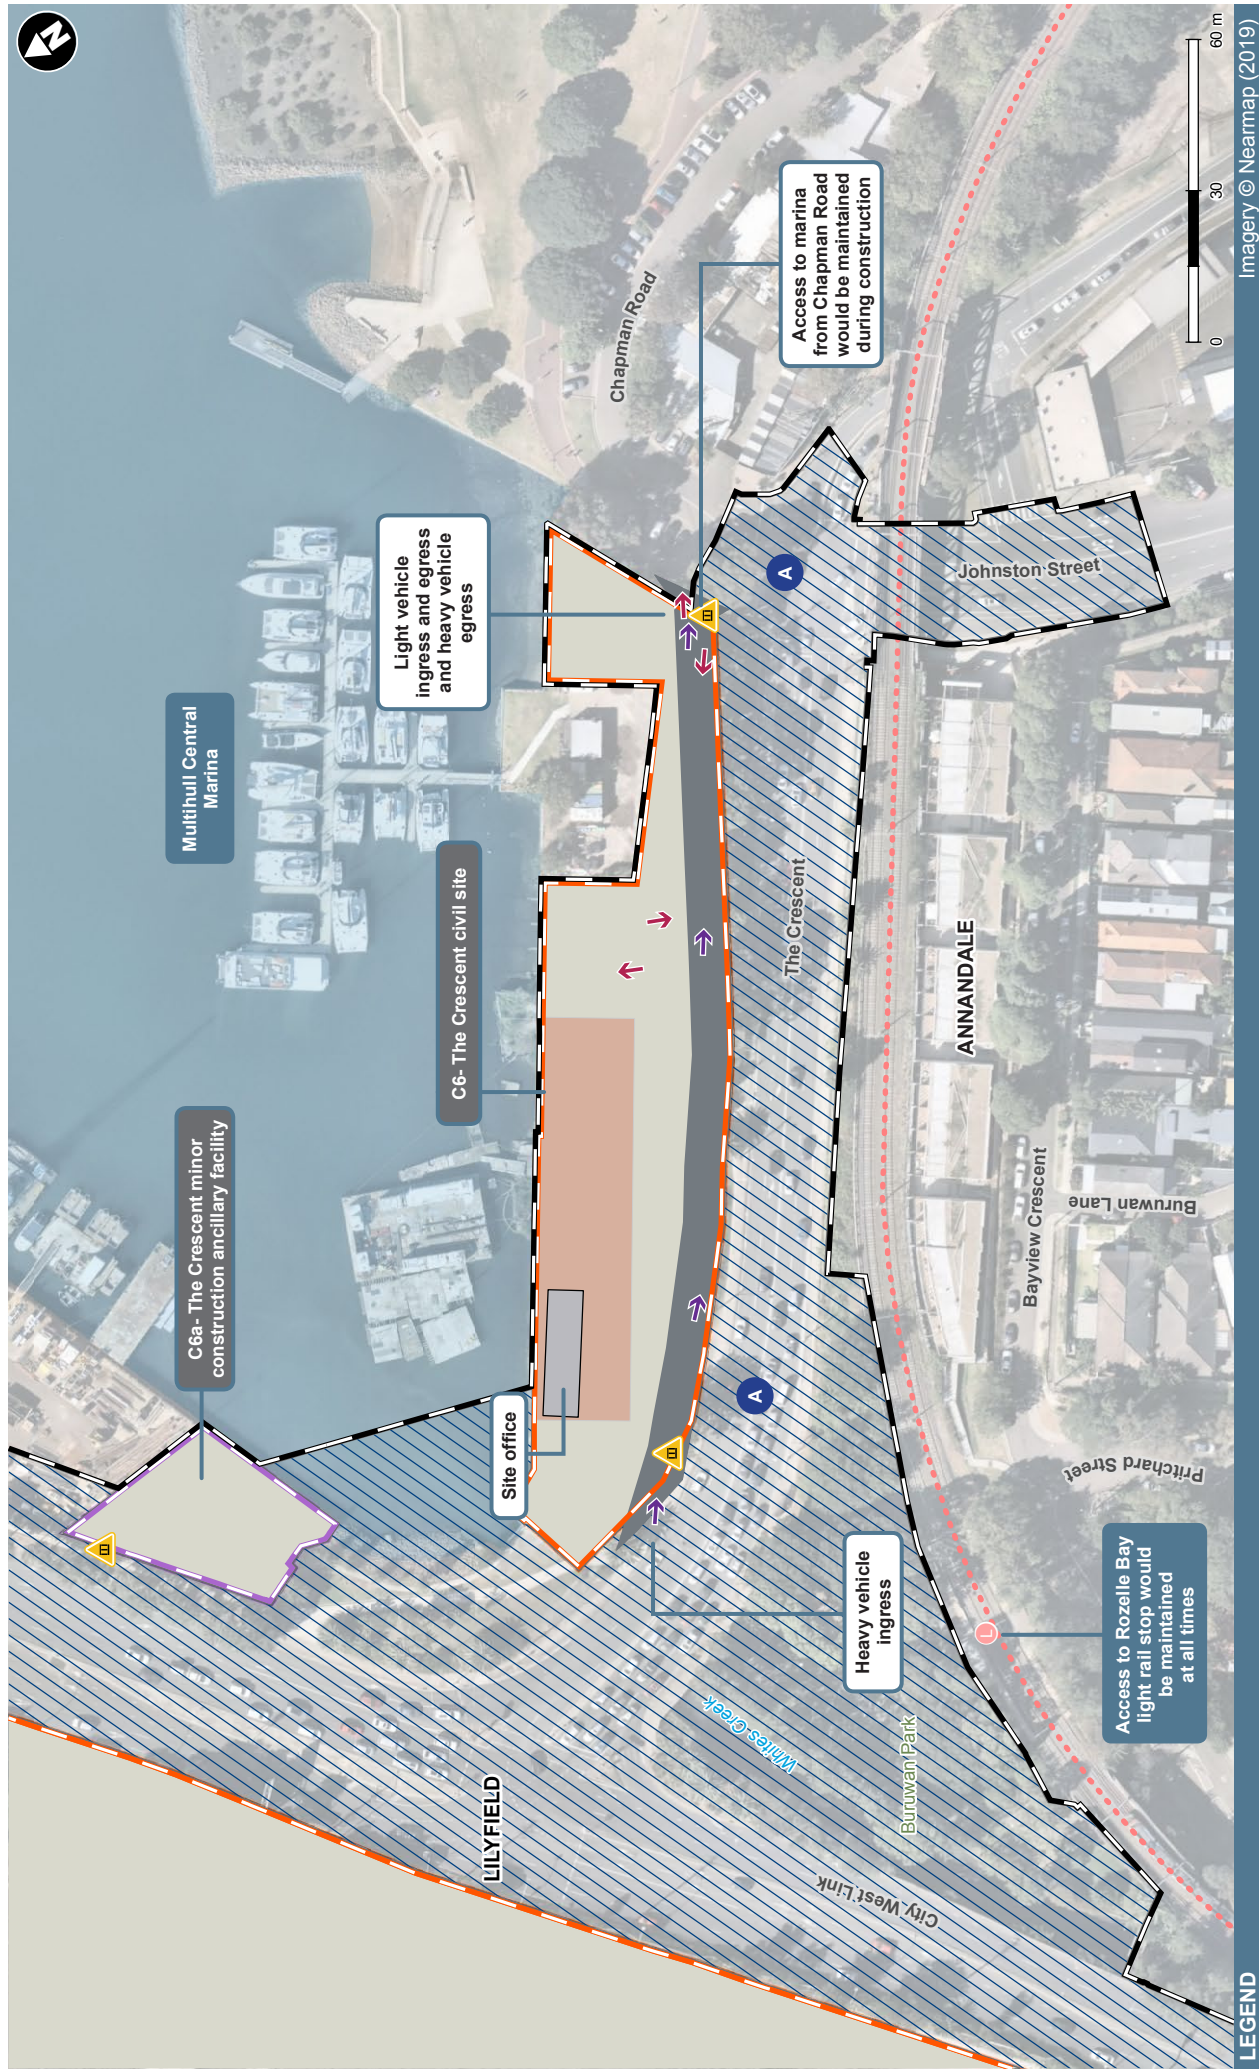 N
Multihull Central
Marina
C6a- The Crescent minor
construction ancillary facility
C6- The Crescent civil site
Light vehicle
ingress and egress
and heavy vehicle
egress
Chapman Road
Access to marina
from Chapman Road
would be maintained
during construction
Site office
Heavy vehicle
ingress
A
A
The Crescent
Johnston Street
LILYFIELD
Whites Creek
Buruwan Park
City West Link
ANNANDALE
Bayview Crescent
Buruwan Lane
Pritchard Street
L
Access to Rozelle Bay
light rail stop would
be maintained
at all times
0
30
60 m
LEGEND
Imagery © Nearmap (2019)